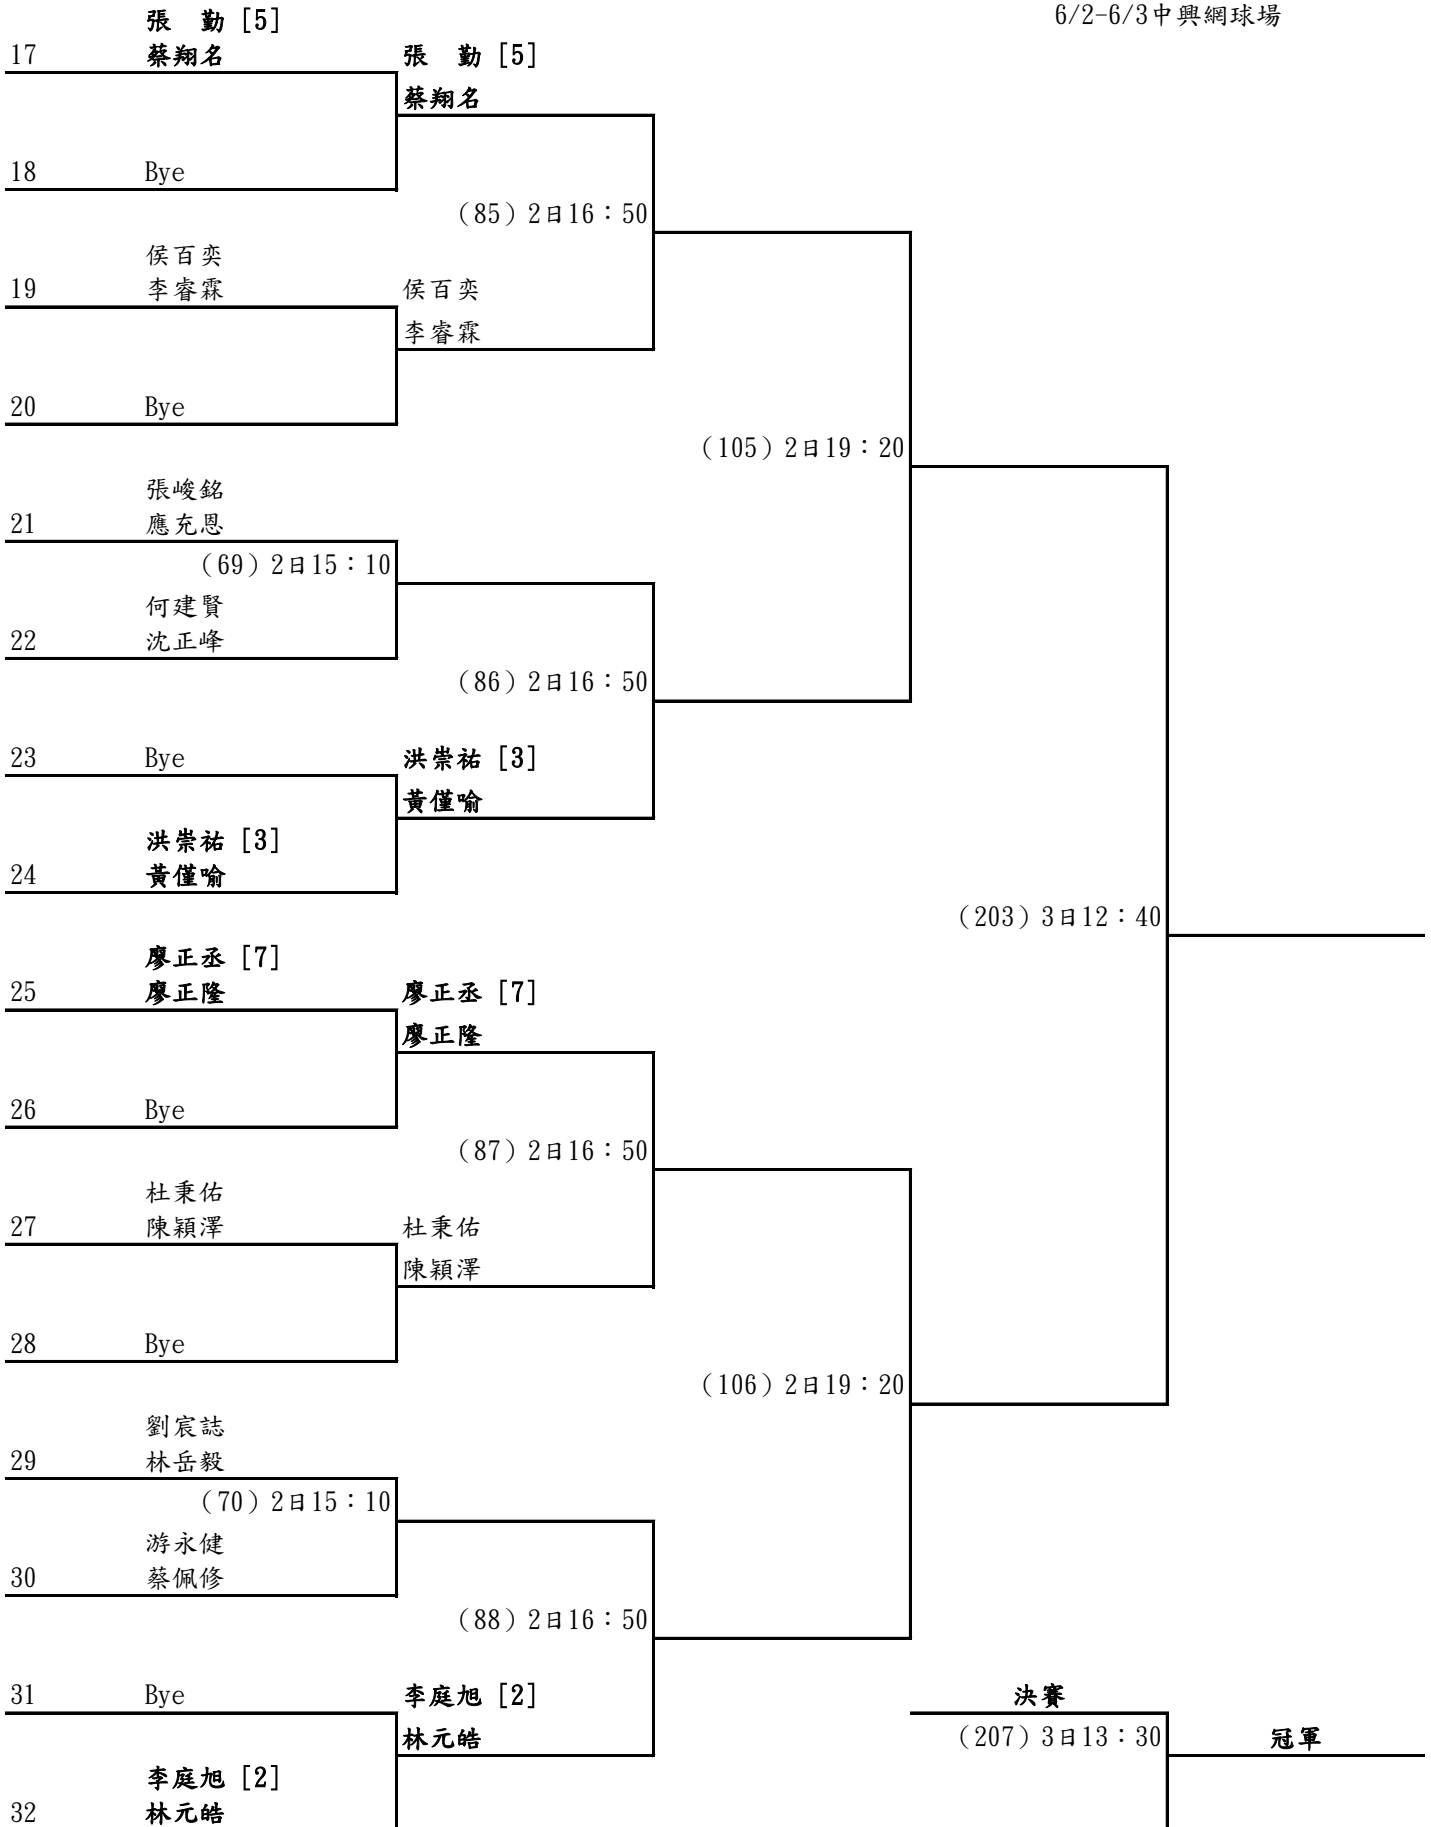 6/2-6/3中興網球場
張　勤 [5]
17 蔡翔名 張　勤 [5]
蔡翔名
18 Bye
（85）2日16：50
侯百奕
19 李睿霖 侯百奕
李睿霖
20 Bye
（105）2日19：20
張峻銘
21 應充恩
（69）2日15：10
何建賢
22 沈正峰
（86）2日16：50
23 Bye 洪崇祐 [3]
黃僅喻
洪崇祐 [3]
24 黃僅喻
（203）3日12：40
廖正丞 [7]
25 廖正隆 廖正丞 [7]
廖正隆
26 Bye
（87）2日16：50
杜秉佑
27 陳穎澤 杜秉佑
陳穎澤
28 Bye
（106）2日19：20
劉宸誌
29 林岳毅
（70）2日15：10
游永健
30 蔡佩修
（88）2日16：50
31 Bye 李庭旭 [2] 決賽
林元皓 （207）3日13：30 冠軍
李庭旭 [2]
32 林元皓